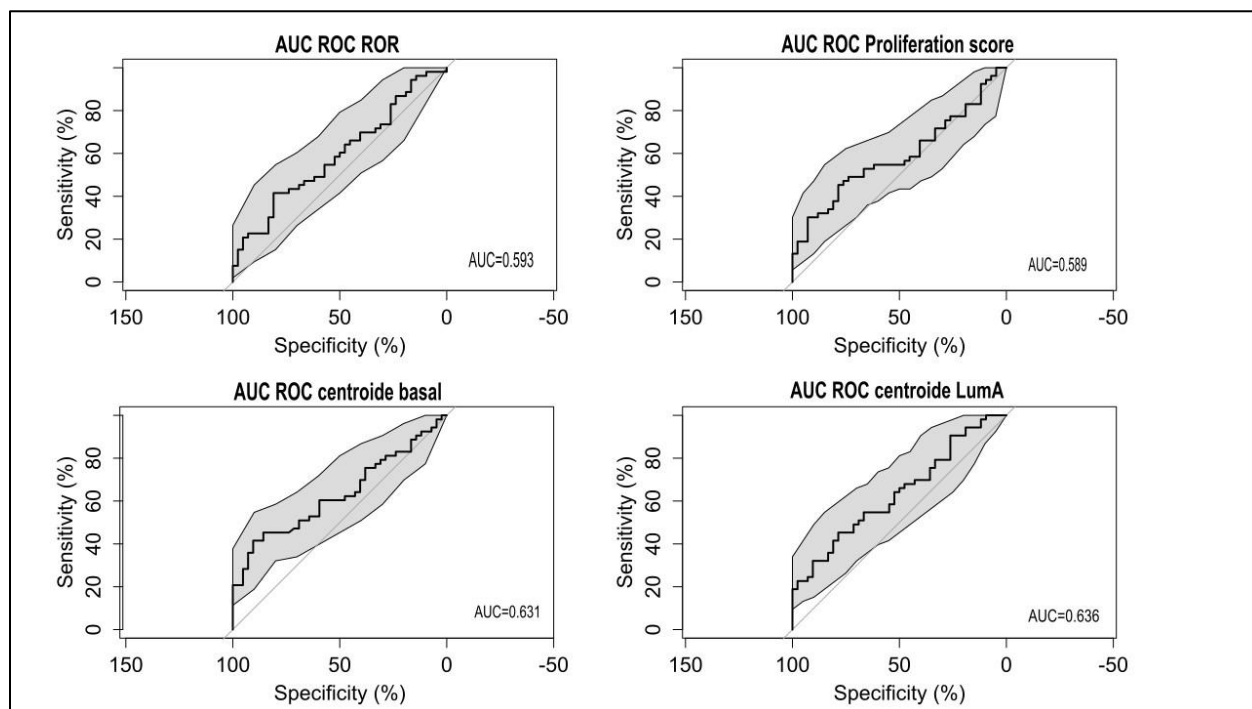 AUC ROC ROR
Sensitivity (%)
80
60
40
20
0
AUC=0.593
150 100 50 0 -50
Specificity (%)
AUC ROC Proliferation score
Sensitivity (%)
80
60
40
20
0
AUC=0.589
150 100 50 0 -50
Specificity (%)
AUC ROC centroide basal
Sensitivity (%)
80
60
40
20
0
AUC=0.631
150 100 50 0 -50
Specificity (%)
AUC ROC centroide LumA
Sensitivity (%)
80
60
40
20
0
AUC=0.636
150 100 50 0 -50
Specificity (%)